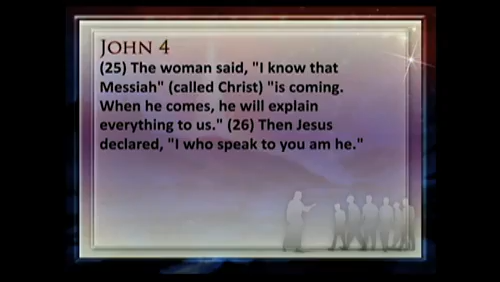 John 4
(25) The woman said, "I know that
Messiah" (called Christ) "is coming.
When he comes, he will explain
everything to us." (26) Then Jesus
declared, "I who speak to you am he."